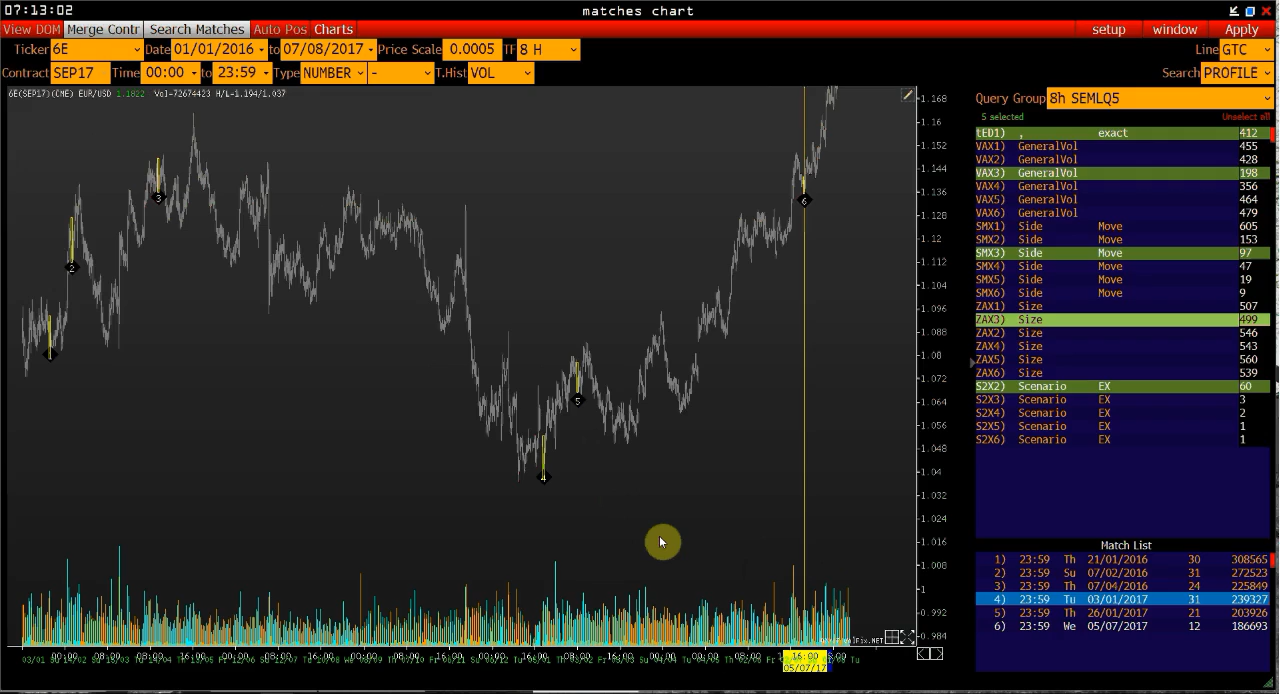 07:13:02 matches chart
View DOM Merge Contr Search Matches Auto Pos Charts setup window Apply
Ticker 6E Date 01/01/2016 to 07/08/2017 Price Scale 0.0005 TF 8 H Line GTC
Contract SEP17 Time 00:00 to 23:59 Type NUMBER - T.Hist VOL Search PROFILE
6E(SEP17)(CME) EUR/USD 1.1822 Vol-72674423 H/L-1.194/1.037
Query Group 8h SEMLQ5
5 selected Unselect all
tED1) , exact 412
VAX1) GeneralVol 455
VAX2) GeneralVol 428
VAX3) GeneralVol 198
VAX4) GeneralVol 356
VAX5) GeneralVol 464
VAX6) GeneralVol 479
SMX1) Side Move 605
SMX2) Side Move 153
SMX3) Side Move 97
SMX4) Side Move 47
SMX5) Side Move 19
SMX6) Side Move 9
ZAX1) Size 507
ZAX3) Size 499
ZAX2) Size 546
ZAX4) Size 543
ZAX5) Size 560
ZAX6) Size 539
S2X2) Scenario EX 60
S2X3) Scenario EX 3
S2X4) Scenario EX 2
S2X5) Scenario EX 1
S2X6) Scenario EX 1
Match List
1) 23:59 Th 21/01/2016 30 308565
2) 23:59 Su 07/02/2016 31 272523
3) 23:59 Th 07/04/2016 24 225849
4) 23:59 Tu 03/01/2017 31 239327
5) 23:59 Th 26/01/2017 21 203926
6) 23:59 We 05/07/2017 12 186693
1.168
1.16
1.152
1.144
1.136
1.128
1.12
1.112
1.104
1.096
1.088
1.08
1.072
1.064
1.056
1.048
1.04
1.032
1.024
1.016
1.008
1
0.992
0.984
2
3
4
5
6
16:00
05/07/17